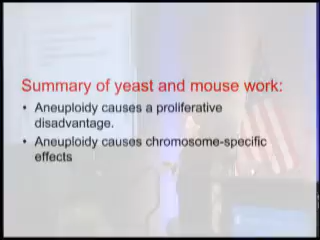 Summary of yeast and mouse work:
• Aneuploidy causes a proliferative
disadvantage.
• Aneuploidy causes chromosome-specific
effects